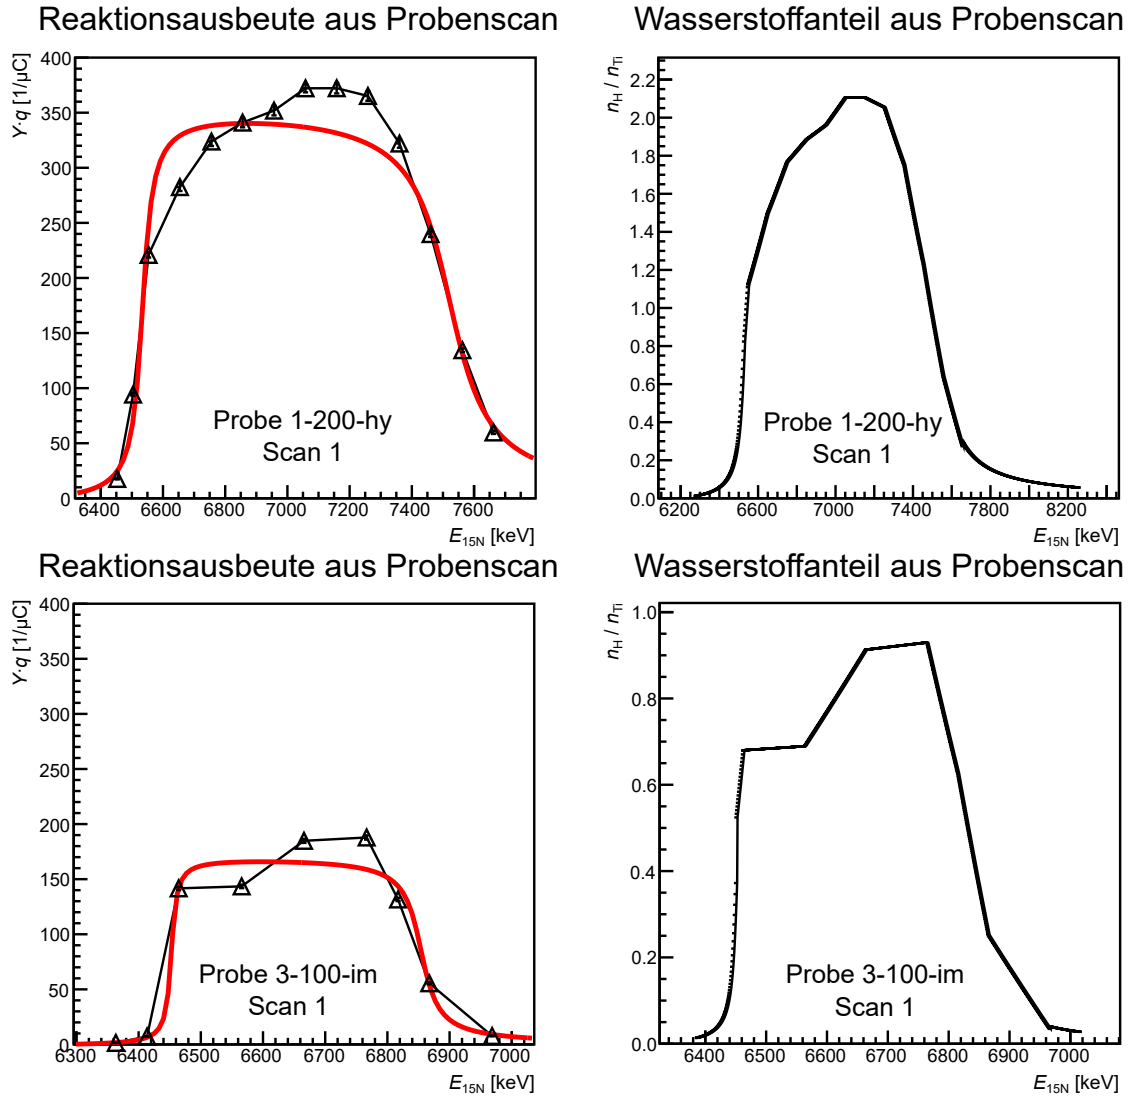 Reaktionsausbeute aus Probenscan
Y·q [1/μC]
400
350
300
250
200
150
100
50
0
Probe 1-200-hy
Scan 1
6400 6600 6800 7000 7200 7400 7600
E15N [keV]
Wasserstoffanteil aus Probenscan
nH / nTi
2.2
2.0
1.8
1.6
1.4
1.2
1.0
0.8
0.6
0.4
0.2
0.0
Probe 1-200-hy
Scan 1
6200 6600 7000 7400 7800 8200
E15N [keV]
Reaktionsausbeute aus Probenscan
Y·q [1/μC]
400
350
300
250
200
150
100
50
0
Probe 3-100-im
Scan 1
6300 6400 6500 6600 6700 6800 6900 7000
E15N [keV]
Wasserstoffanteil aus Probenscan
nH / nTi
1.0
0.8
0.6
0.4
0.2
0.0
Probe 3-100-im
Scan 1
6400 6500 6600 6700 6800 6900 7000
E15N [keV]